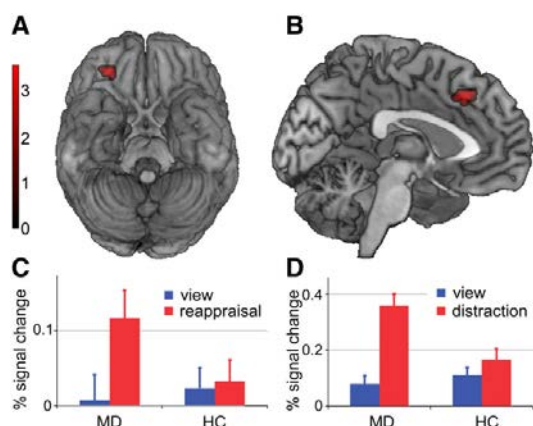 A
B
3
2
1
0
C
D
% signal change
0.1
0
view
reappraisal
MD
HC
% signal change
0.4
0.2
0
view
distraction
MD
HC